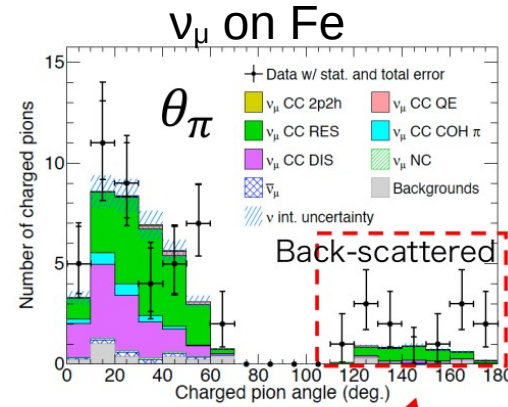 νμ on Fe
15
10
5
0
Number of charged pions
θπ
Data w/ stat. and total error
νμ CC 2p2h νμ CC QE
νμ CC RES νμ CC COH π
νμ CC DIS νμ NC
ν̅μ Backgrounds
ν int. uncertainty
Back-scattered
0 20 40 60 80 100 120 140 160 180
Charged pion angle (deg.)